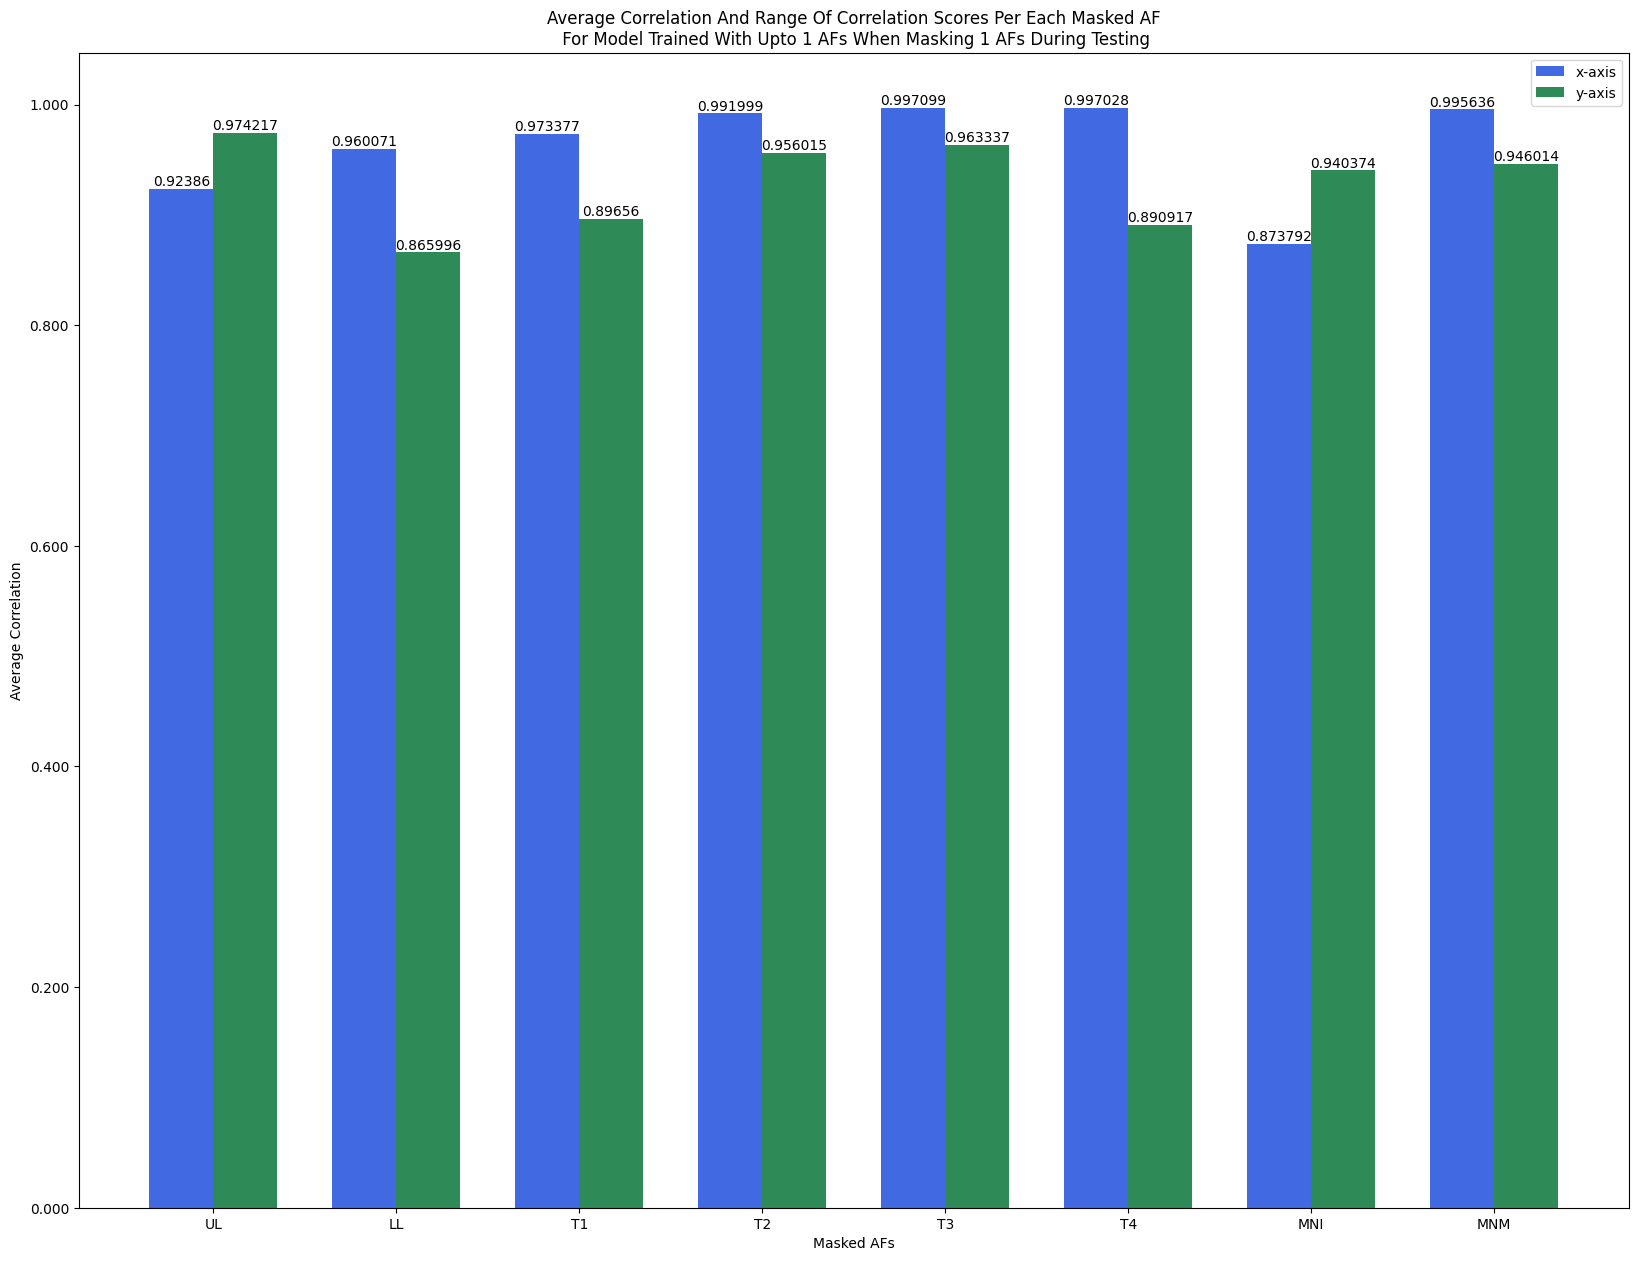 Average Correlation And Range Of Correlation Scores Per Each Masked AF
For Model Trained With Upto 1 AFs When Masking 1 AFs During Testing
x-axis
y-axis
1.000
0.800
0.600
0.400
0.200
0.000
Average Correlation
0.92386
0.974217
0.960071
0.865996
0.973377
0.89656
0.991999
0.956015
0.997099
0.963337
0.997028
0.890917
0.873792
0.940374
0.995636
0.946014
UL
LL
T1
T2
T3
T4
MNI
MNM
Masked AFs